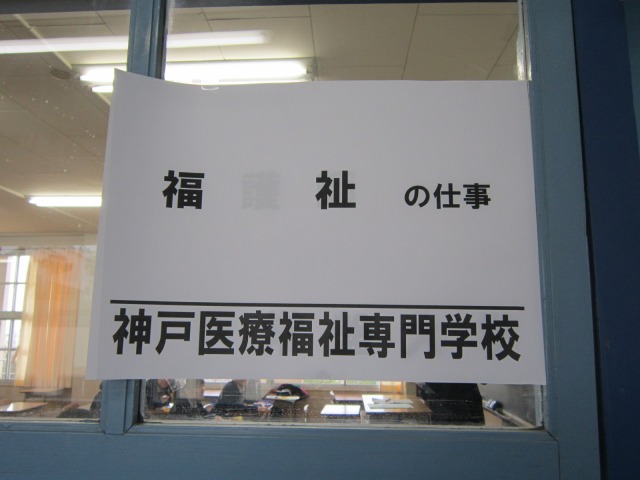 福 祉 の仕事
神戸医療福祉専門学校